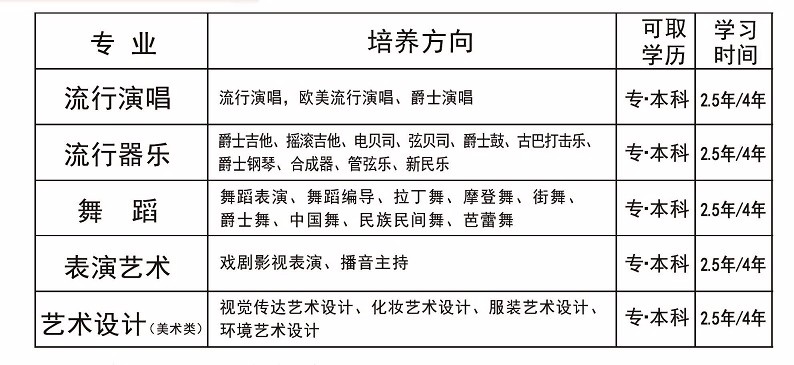 专 业 培养方向 可取 学习
学历 时间
流行演唱 流行演唱，欧美流行演唱、爵士演唱 专·本科 2.5年/4年
爵士吉他、摇滚吉他、电贝司、弦贝司、爵士鼓、古巴打击乐、
流行器乐 专·本科 2.5年/4年
爵士钢琴、合成器、管弦乐、新民乐
舞蹈表演、舞蹈编导、拉丁舞、摩登舞、街舞、
舞 蹈 专·本科 2.5年/4年
爵士舞、中国舞、民族民间舞、芭蕾舞
表演艺术 戏剧影视表演、播音主持 专·本科 2.5年/4年
视觉传达艺术设计、化妆艺术设计、服装艺术设计、
艺术设计（美术类） 专·本科 2.5年/4年
环境艺术设计